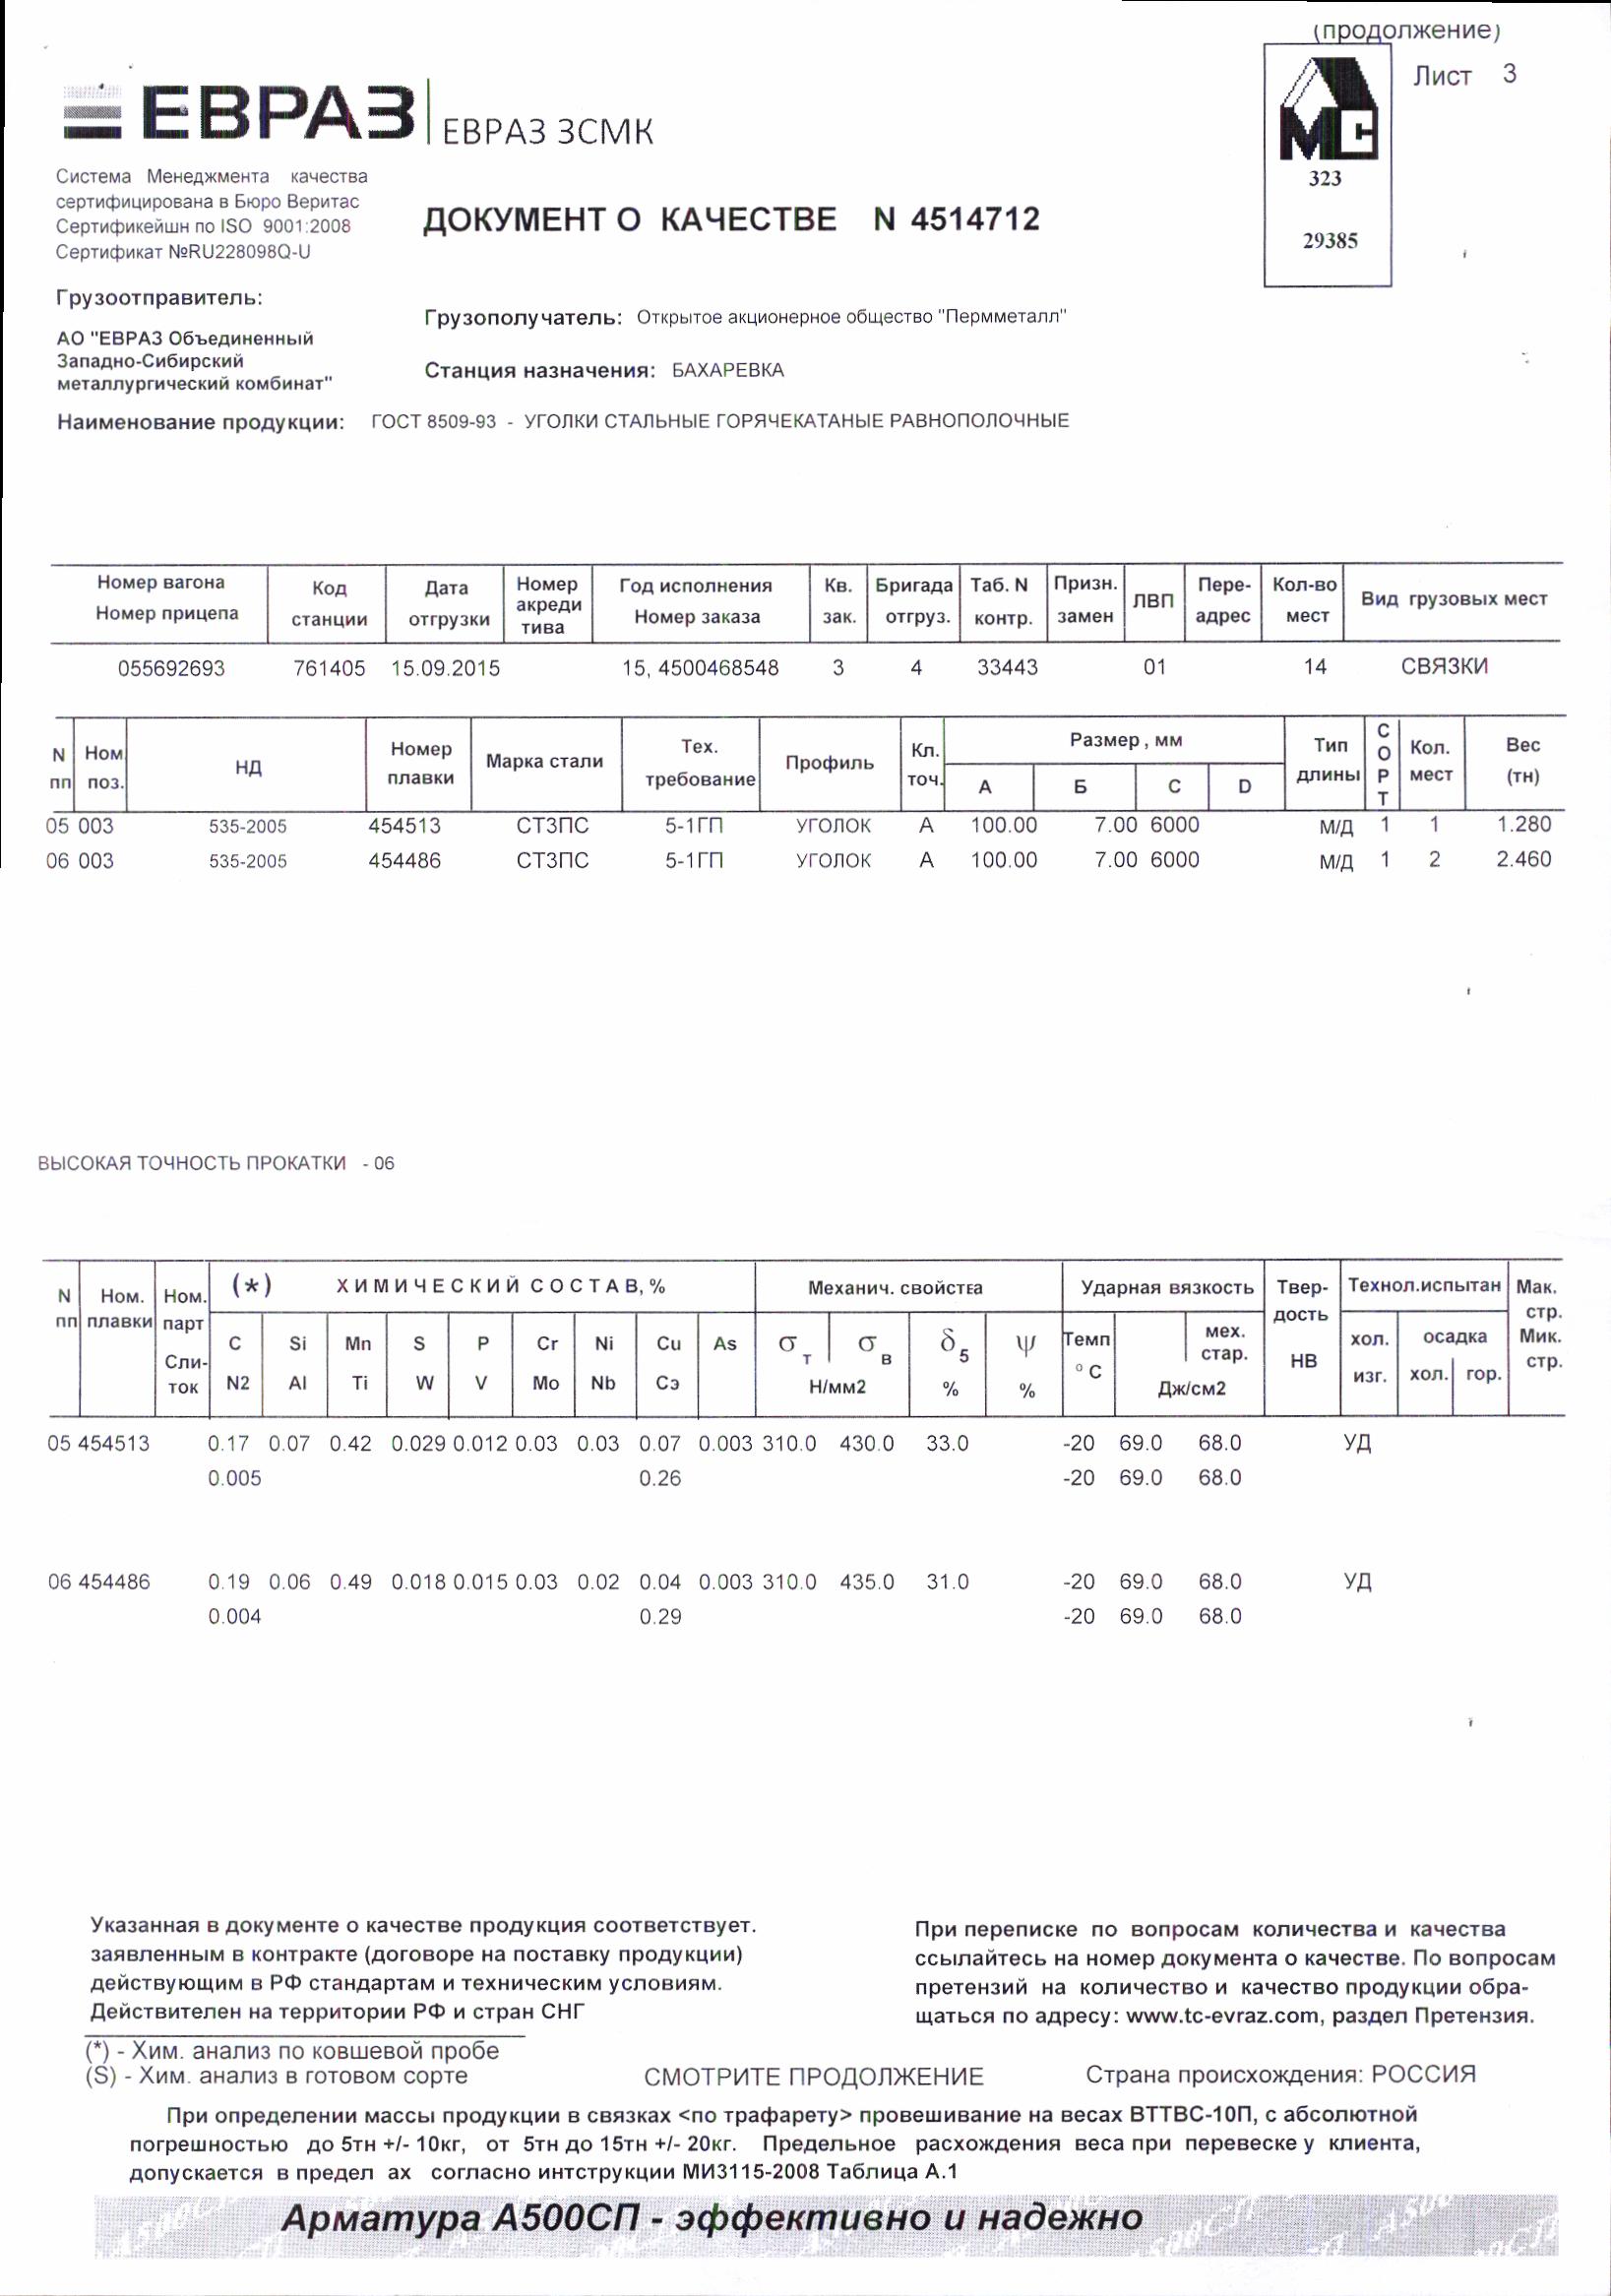 (продолжение)
Лист 3
ЕВРАЗ ЕВРАЗ ЗСМК
МС
323
29385
Система Менеджмента качества
сертифицирована в Бюро Веритас
Сертификейшн по ISO 9001:2008
Сертификат №RU228098Q-U
ДОКУМЕНТ О КАЧЕСТВЕ N 4514712
Грузоотправитель:
АО "ЕВРАЗ Объединенный
Западно-Сибирский
металлургический комбинат"
Грузополучатель: Открытое акционерное общество "Пермметалл"
Станция назначения: БАХАРЕВКА
Наименование продукции: ГОСТ 8509-93 - УГОЛКИ СТАЛЬНЫЕ ГОРЯЧЕКАТАНЫЕ РАВНОПОЛОЧНЫЕ
Номер вагона Код Дата Номер Год исполнения Кв. Бригада Таб. N Призн. ЛВП Пере- Кол-во Вид грузовых мест
Номер прицепа станции отгрузки акреди Номер заказа зак. отгруз. контр. замен адрес мест
тива
055692693 761405 15.09.2015 15, 4500468548 3 4 33443 01 14 СВЯЗКИ
N Ном НД Номер Марка стали Тех. Профиль Кл. Размер , мм Тип СОРТ Кол. Вес
пп поз. плавки требование точ. А Б С D длины мест (тн)
05 003 535-2005 454513 СТ3ПС 5-1ГП УГОЛОК А 100.00 7.00 6000 М/Д 1 1 1.280
06 003 535-2005 454486 СТ3ПС 5-1ГП УГОЛОК А 100.00 7.00 6000 М/Д 1 2 2.460
ВЫСОКАЯ ТОЧНОСТЬ ПРОКАТКИ - 06
N Ном. Ном. (*) ХИМИЧЕСКИЙ СОСТАВ, % Механич. свойства Ударная вязкость Твер- Технол.испытан Мак.
пп плавки парт дость стр.
Сли- C Si Mn S P Cr Ni Cu As σт σв δ5 ψ Темп мех. НВ хол. осадка Мик.
ток N2 Al Ti W V Mo Nb Сэ Н/мм2 % % °С стар. Дж/см2 изг. хол. гор. стр.
05 454513 0.17 0.07 0.42 0.029 0.012 0.03 0.03 0.07 0.003 310.0 430.0 33.0 -20 69.0 68.0 УД
0.005 0.26 -20 69.0 68.0
06 454486 0.19 0.06 0.49 0.018 0.015 0.03 0.02 0.04 0.003 310.0 435.0 31.0 -20 69.0 68.0 УД
0.004 0.29 -20 69.0 68.0
Указанная в документе о качестве продукция соответствует.
заявленным в контракте (договоре на поставку продукции)
действующим в РФ стандартам и техническим условиям.
Действителен на территории РФ и стран СНГ
При переписке по вопросам количества и качества
ссылайтесь на номер документа о качестве. По вопросам
претензий на количество и качество продукции обра-
щаться по адресу: www.tc-evraz.com, раздел Претензия.
(*) - Хим. анализ по ковшевой пробе
(S) - Хим. анализ в готовом сорте
СМОТРИТЕ ПРОДОЛЖЕНИЕ
Страна происхождения: РОССИЯ
При определении массы продукции в связках <по трафарету> провешивание на весах ВТТВС-10П, с абсолютной
погрешностью до 5тн +/- 10кг, от 5тн до 15тн +/- 20кг. Предельное расхождения веса при перевеске у клиента,
допускается в предел ах согласно интструкции МИ3115-2008 Таблица А.1
Арматура А500СП - эффективно и надежно